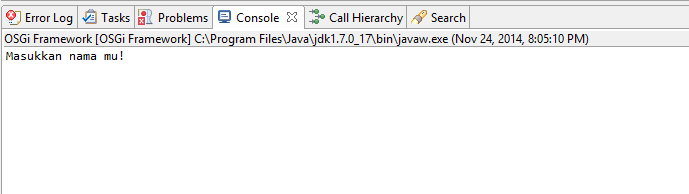 Error Log Tasks Problems Console Call Hierarchy Search
OSGi Framework [OSGi Framework] C:\Program Files\Java\jdk1.7.0_17\bin\javaw.exe (Nov 24, 2014, 8:05:10 PM)
Masukkan nama mu!